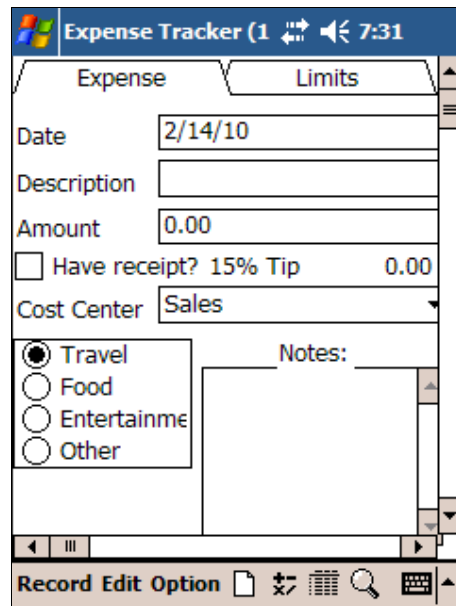 Expense Tracker (1 7:31
Expense Limits
Date 2/14/10
Description
Amount 0.00
Have receipt? 15% Tip 0.00
Cost Center Sales
Travel Notes:
Food
Entertainme
Other
Record Edit Option